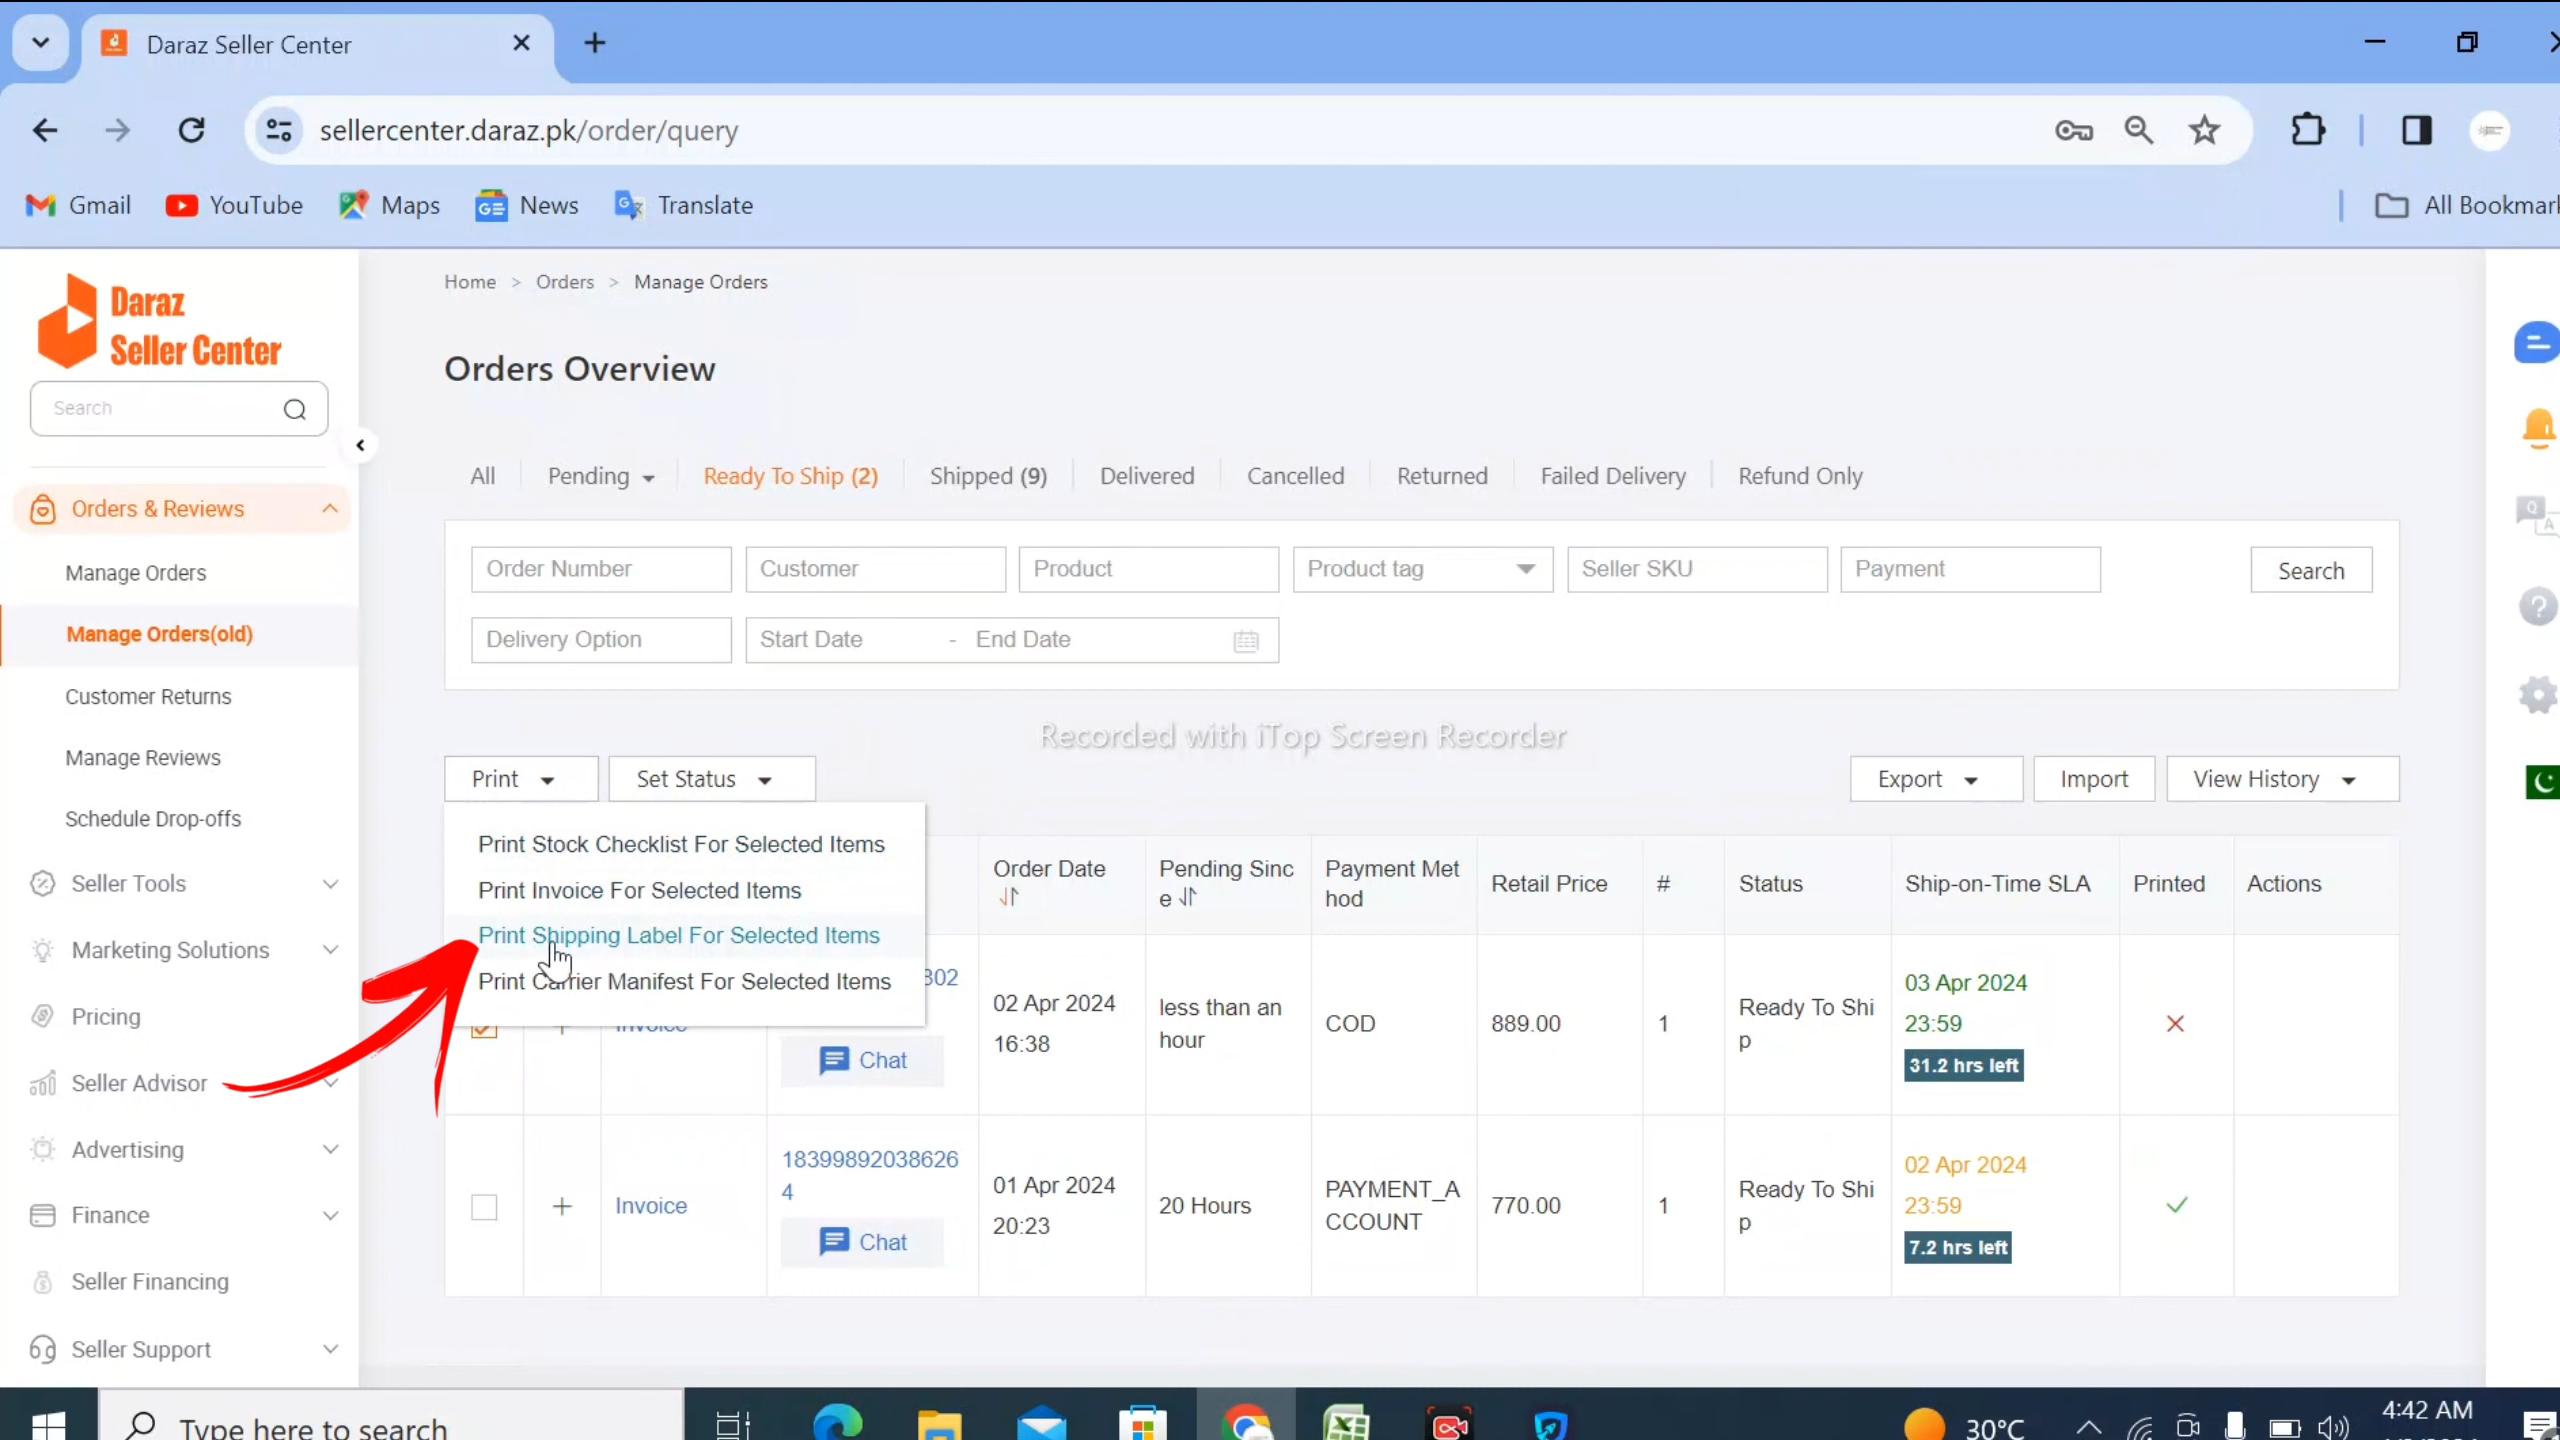 Daraz Seller Center
sellercenter.daraz.pk/order/query
Gmail YouTube Maps News Translate
All Bookmar
Daraz
Seller Center
Search
Orders & Reviews
Manage Orders
Manage Orders(old)
Customer Returns
Manage Reviews
Schedule Drop-offs
Seller Tools
Marketing Solutions
Pricing
Seller Advisor
Advertising
Finance
Seller Financing
Seller Support
Home > Orders > Manage Orders
Orders Overview
All Pending Ready To Ship (2) Shipped (9) Delivered Cancelled Returned Failed Delivery Refund Only
Order Number Customer Product Product tag Seller SKU Payment Search
Delivery Option Start Date - End Date
Recorded with iTop Screen Recorder
Print Set Status Export Import View History
Print Stock Checklist For Selected Items
Print Invoice For Selected Items
Print Shipping Label For Selected Items
Print Carrier Manifest For Selected Items
Order Date Pending Sinc Payment Met Retail Price # Status Ship-on-Time SLA Printed Actions
e hod
302
Invoice
Chat
02 Apr 2024
16:38
less than an
hour
COD
889.00
1
Ready To Shi
p
03 Apr 2024
23:59
31.2 hrs left
Invoice
18399892038626
4
Chat
01 Apr 2024
20:23
20 Hours
PAYMENT_A
CCOUNT
770.00
1
Ready To Shi
p
02 Apr 2024
23:59
7.2 hrs left
Type here to search
30°C
4:42 AM